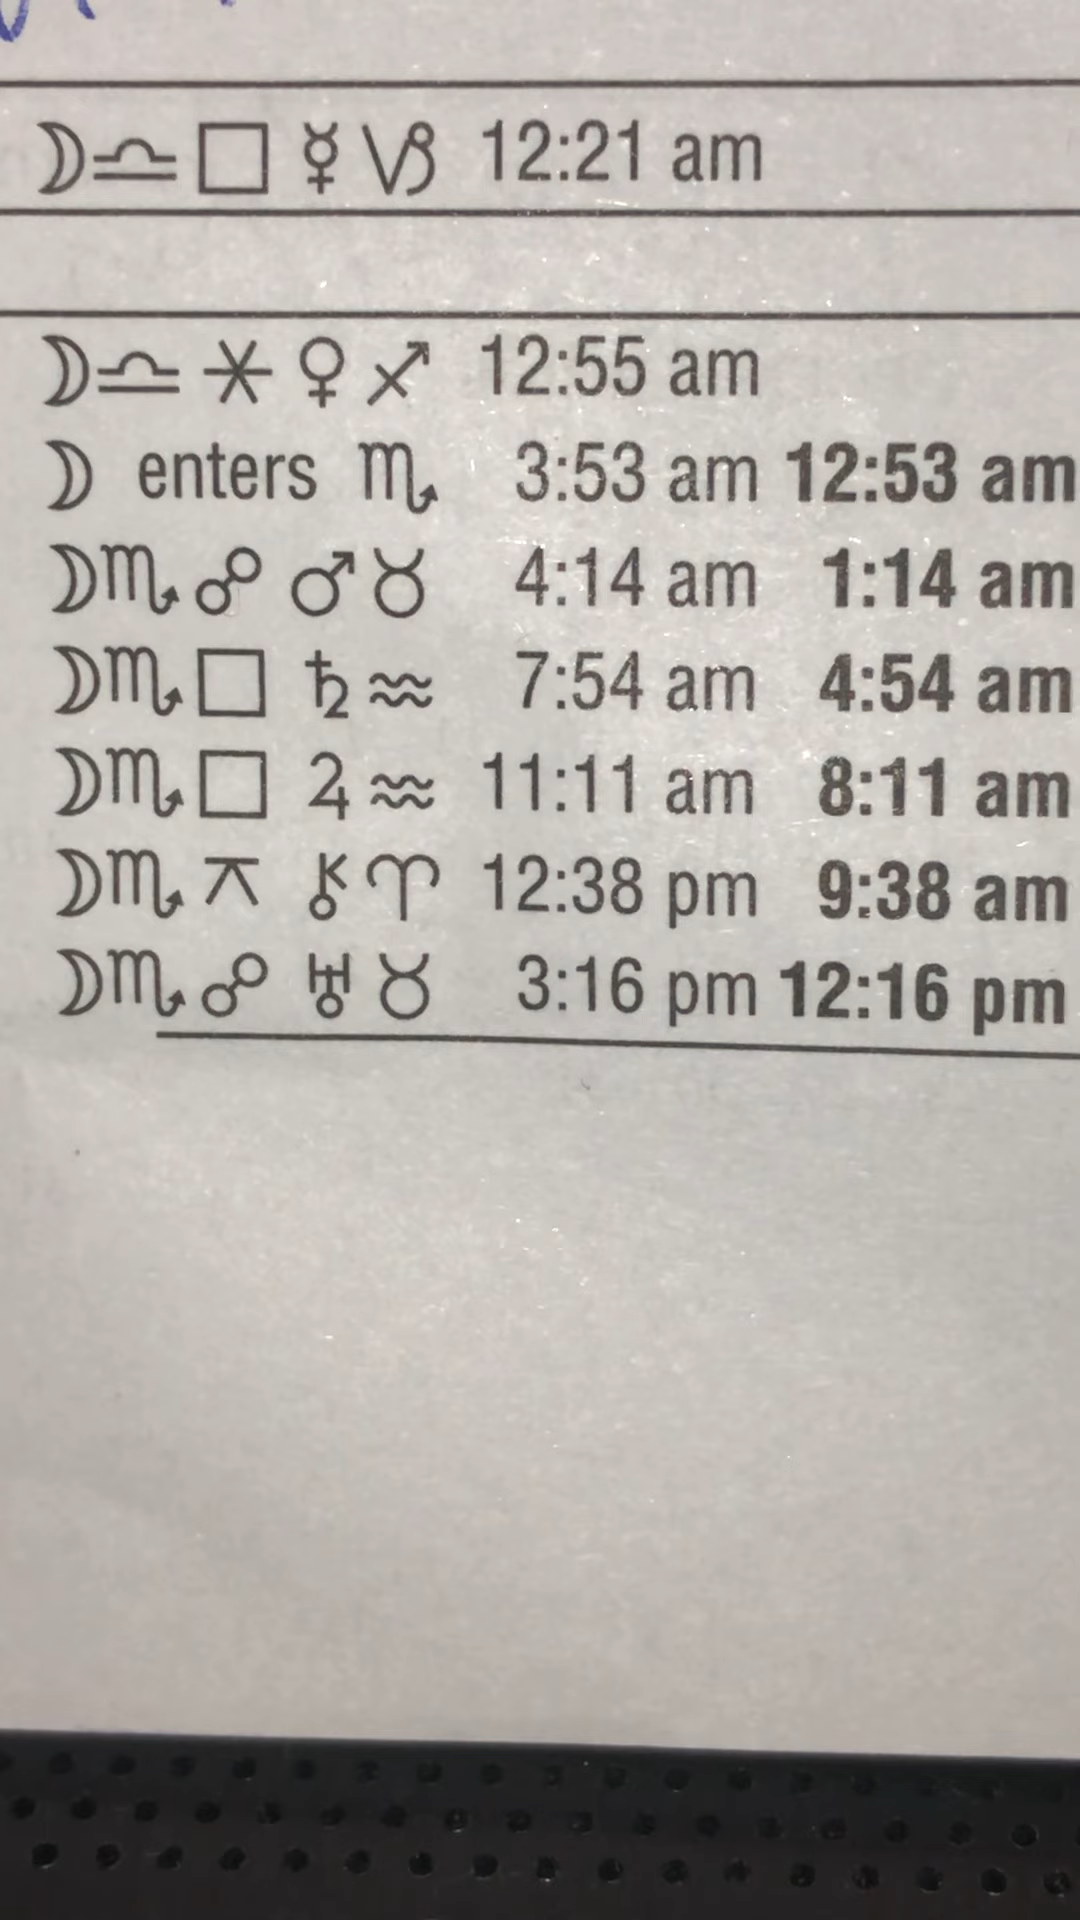 ☽♎□☿♑ 12:21 am
☽♎⚹♀♐ 12:55 am
☽ enters ♏ 3:53 am 12:53 am
☽♏☍♂♉ 4:14 am 1:14 am
☽♏□♄♒ 7:54 am 4:54 am
☽♏□♃♒ 11:11 am 8:11 am
☽♏⚻⚷♈ 12:38 pm 9:38 am
☽♏☍♅♉ 3:16 pm 12:16 pm